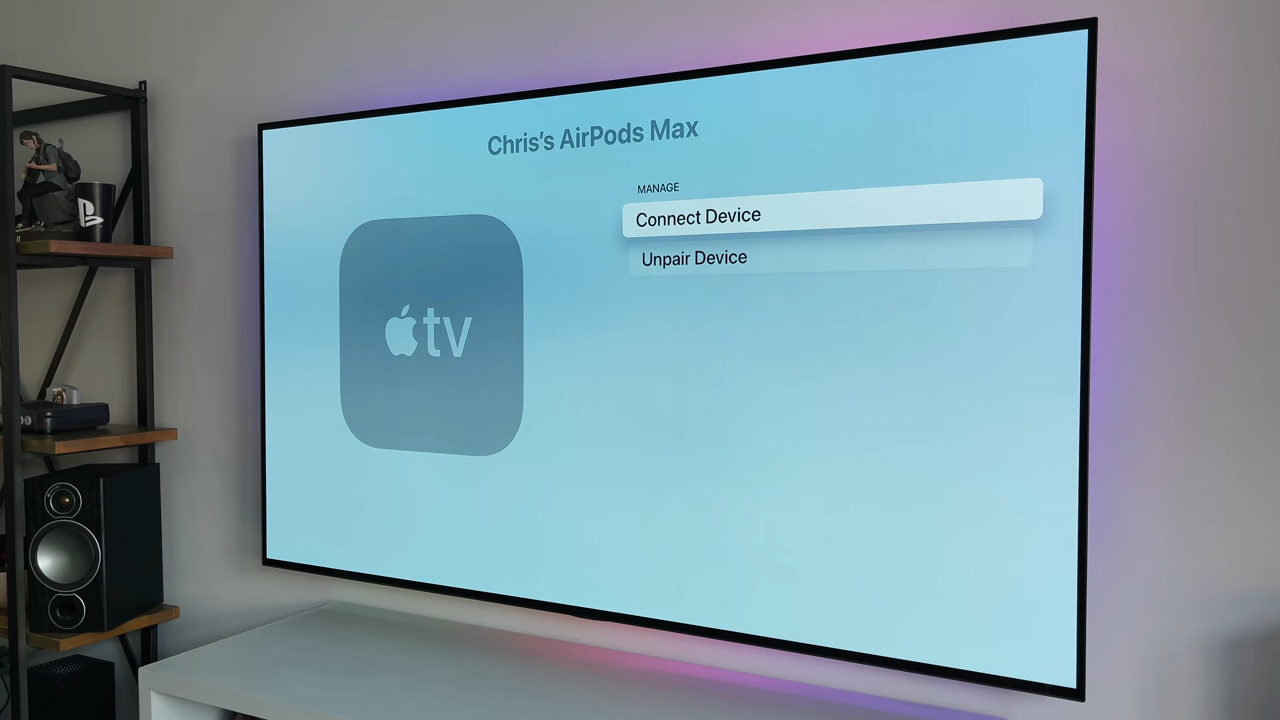 Chris's AirPods Max
MANAGE
Connect Device
Unpair Device
tv